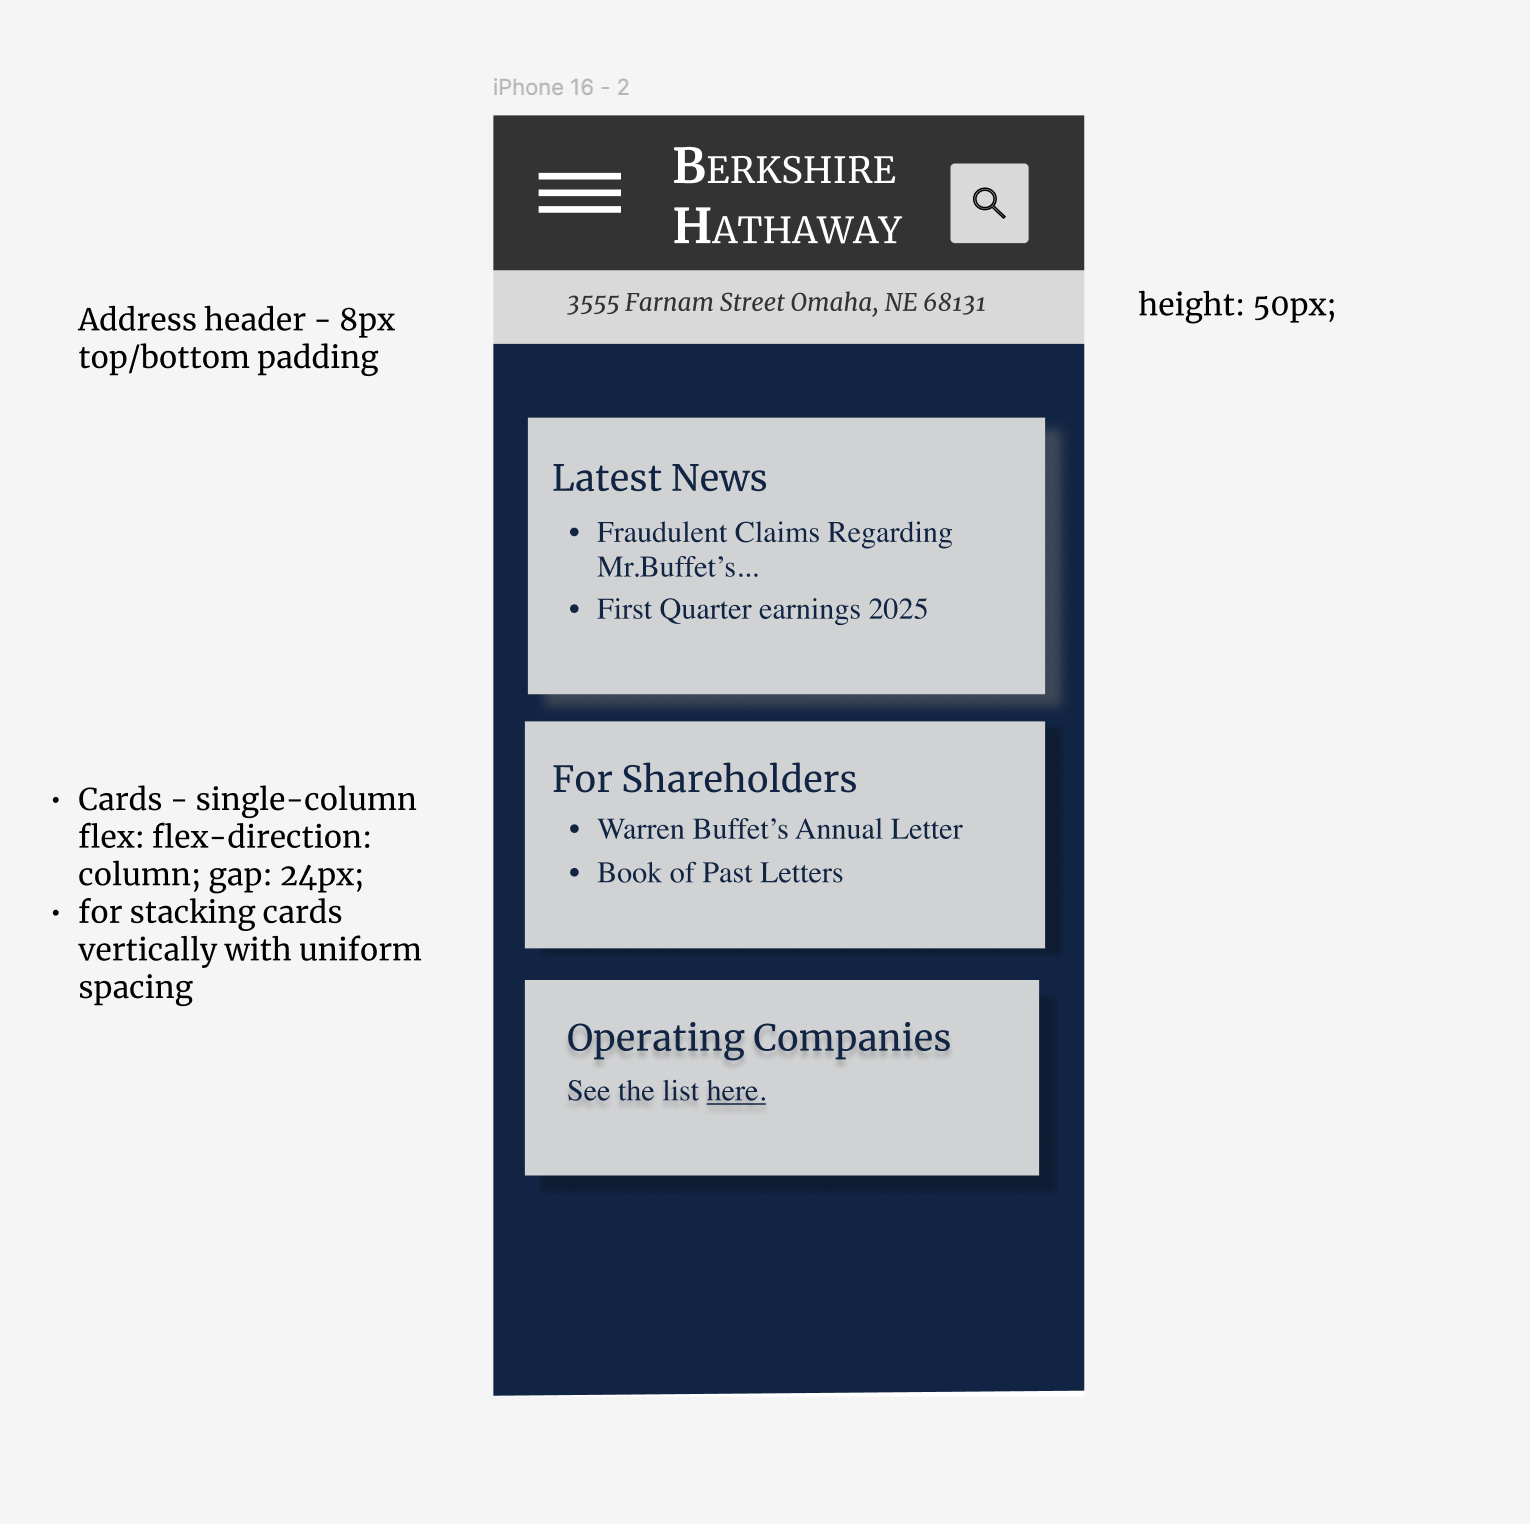 iPhone 16 - 2
BERKSHIRE
HATHAWAY
3555 Farnam Street Omaha, NE 68131
height: 50px;
Address header - 8px
top/bottom padding
Latest News
• Fraudulent Claims Regarding
Mr.Buffet’s...
• First Quarter earnings 2025
For Shareholders
• Warren Buffet’s Annual Letter
• Book of Past Letters
• Cards - single-column
flex: flex-direction:
column; gap: 24px;
• for stacking cards
vertically with uniform
spacing
Operating Companies
See the list here.